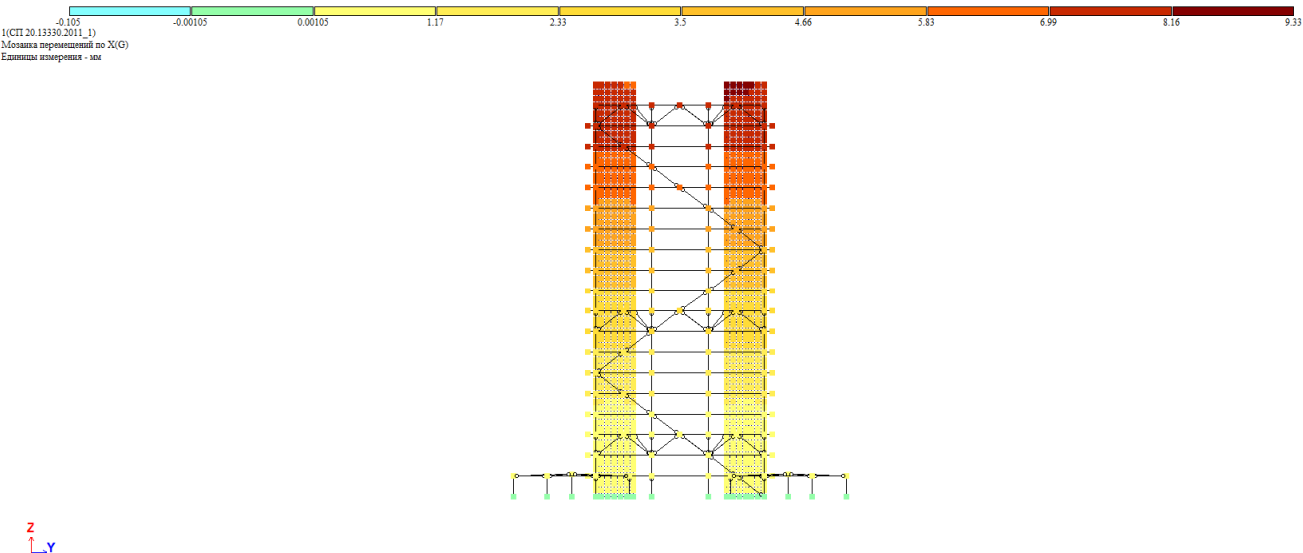 -0.105 -0.00105 0.00105 1.17 2.33 3.5 4.66 5.83 6.99 8.16 9.33
1(СП 20.13330.2011_1)
Мозаика перемещений по X(G)
Единицы измерения - мм
Z
Y